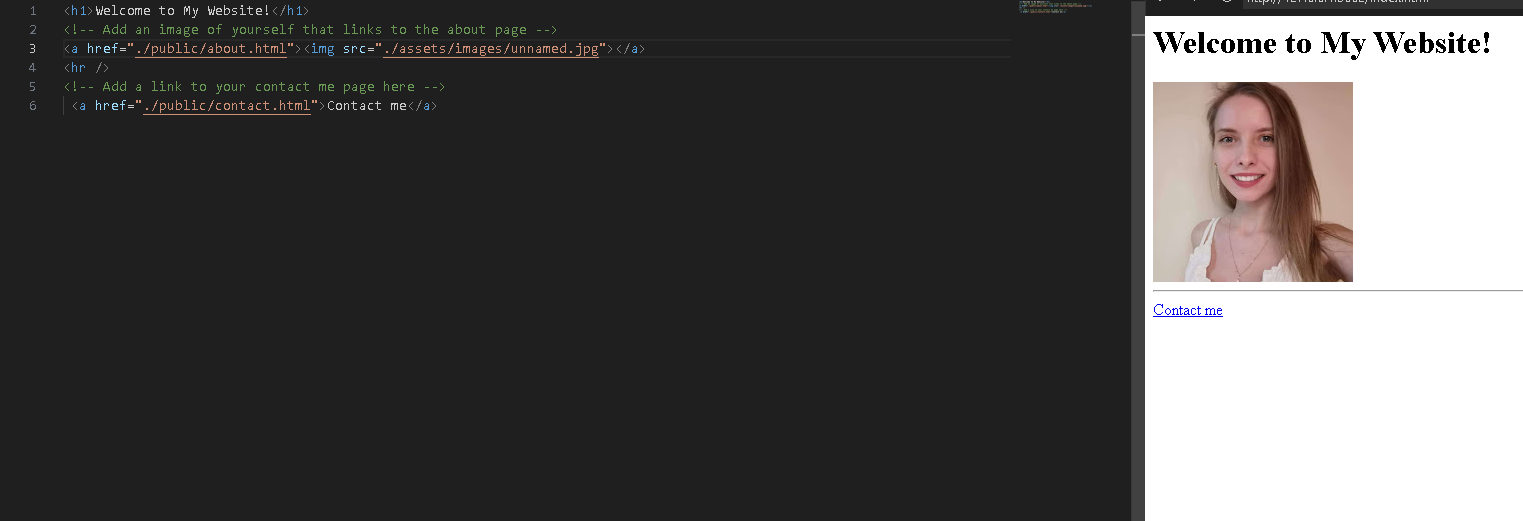 1 <h1>Welcome to My Website!</h1>
2 <!-- Add an image of yourself that links to the about page -->
3 <a href="./public/about.html"><img src="./assets/images/unnamed.jpg"></a>
4 <hr />
5 <!-- Add a link to your contact me page here -->
6 <a href="./public/contact.html">Contact me</a>
Welcome to My Website!
Contact me